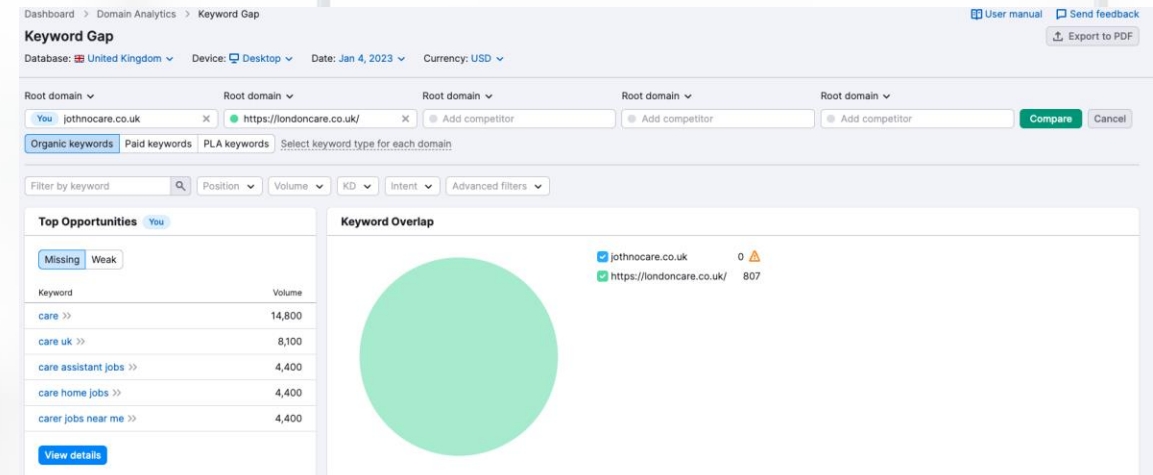 Dashboard > Domain Analytics > Keyword Gap
User manual Send feedback
Keyword Gap
Export to PDF
Database: United Kingdom Device: Desktop Date: Jan 4, 2023 Currency: USD
Root domain Root domain Root domain Root domain Root domain
You jothnocare.co.uk × https://londoncare.co.uk/ × Add competitor Add competitor Add competitor Compare Cancel
Organic keywords Paid keywords PLA keywords Select keyword type for each domain
Filter by keyword Position Volume KD Intent Advanced filters
Top Opportunities You
Missing Weak
Keyword Volume
care >> 14,800
care uk >> 8,100
care assistant jobs >> 4,400
care home jobs >> 4,400
carer jobs near me >> 4,400
View details
Keyword Overlap
jothnocare.co.uk 0
https://londoncare.co.uk/ 807